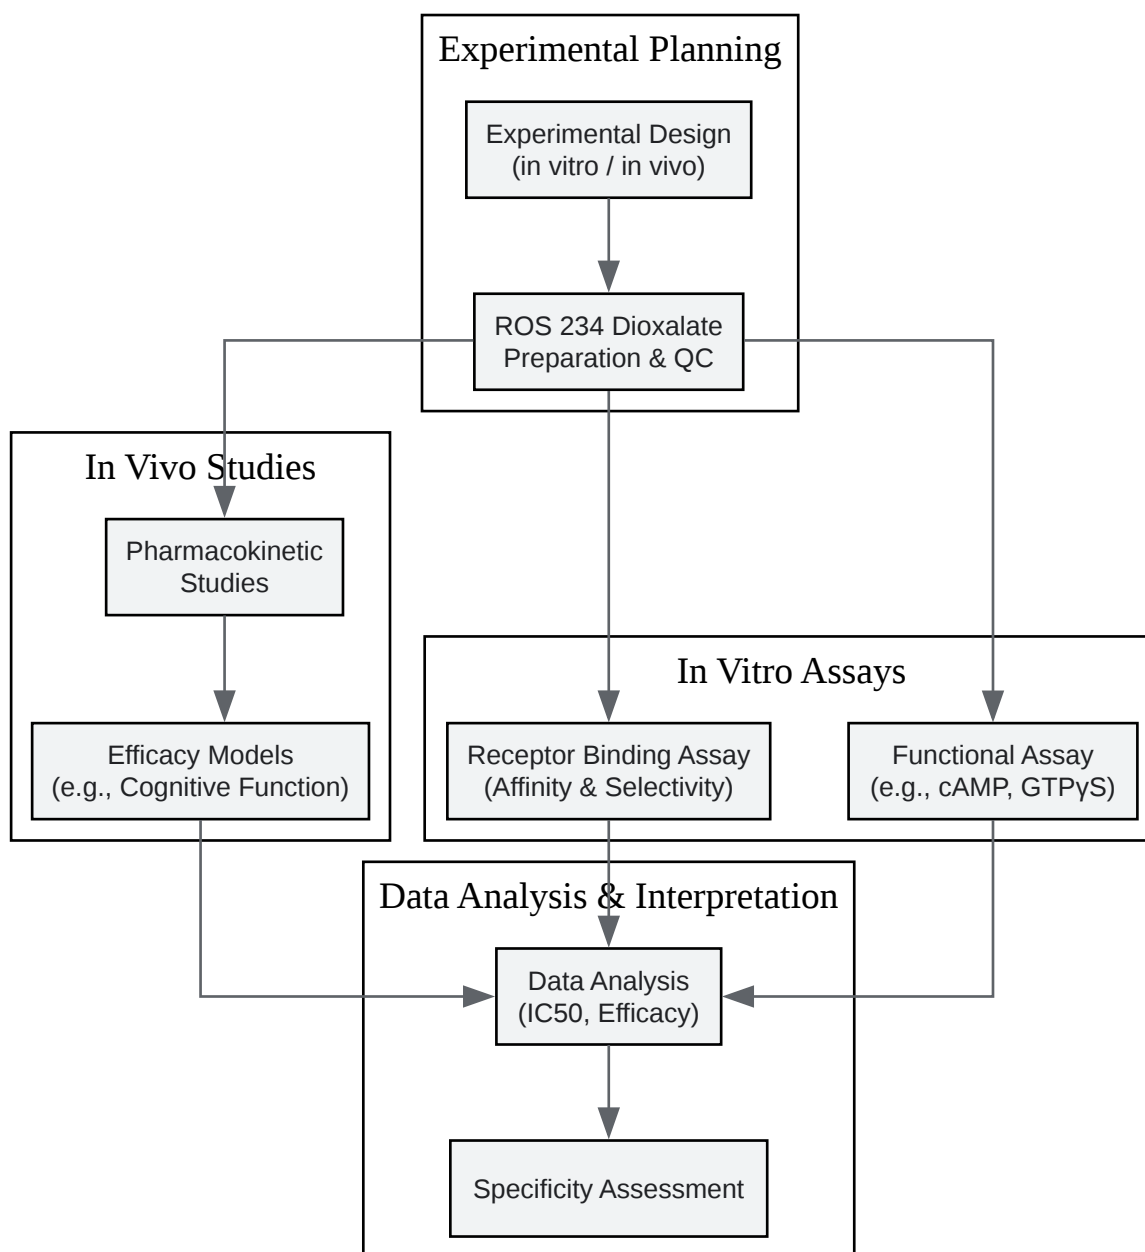 Experimental Planning
Experimental Design
(in vitro / in vivo)
ROS 234 Dioxalate
Preparation & QC
In Vivo Studies
Pharmacokinetic
Studies
Efficacy Models
(e.g., Cognitive Function)
In Vitro Assays
Receptor Binding Assay
(Affinity & Selectivity)
Functional Assay
(e.g., cAMP, GTPγS)
Data Analysis & Interpretation
Data Analysis
(IC50, Efficacy)
Specificity Assessment